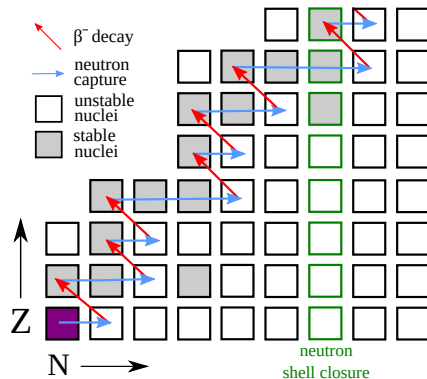 β⁻ decay
neutron
capture
unstable
nuclei
stable
nuclei
Z
N
neutron
shell closure